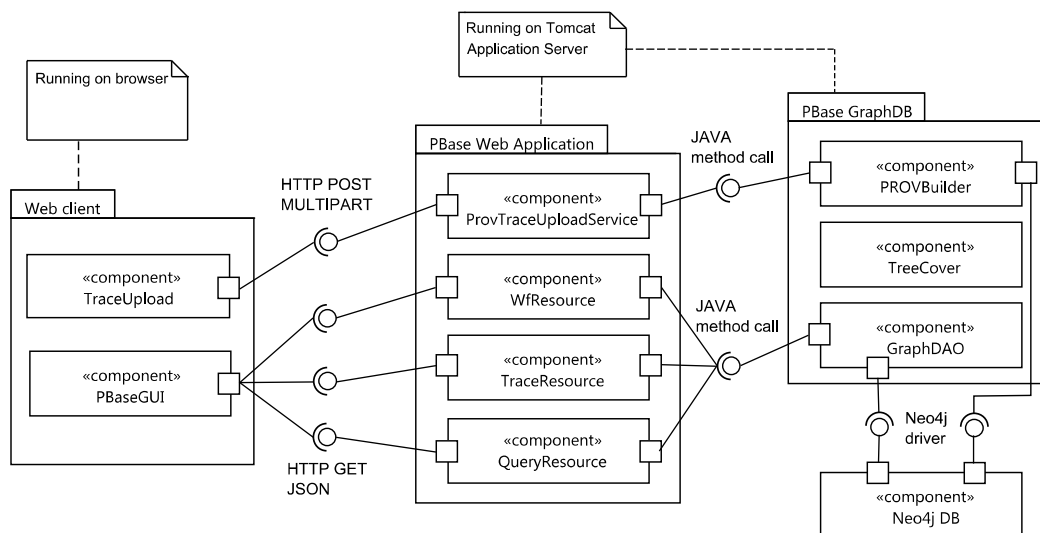 Running on Tomcat
Application Server
Running on browser
PBase GraphDB
PBase Web Application
JAVA
method call
«component»
PROVBuilder
HTTP POST
MULTIPART
«component»
ProvTraceUploadService
Web client
«component»
TreeCover
«component»
TraceUpload
«component»
WfResource
JAVA
method call
«component»
GraphDAO
«component»
PBaseGUI
«component»
TraceResource
Neo4j
driver
«component»
QueryResource
HTTP GET
JSON
«component»
Neo4j DB